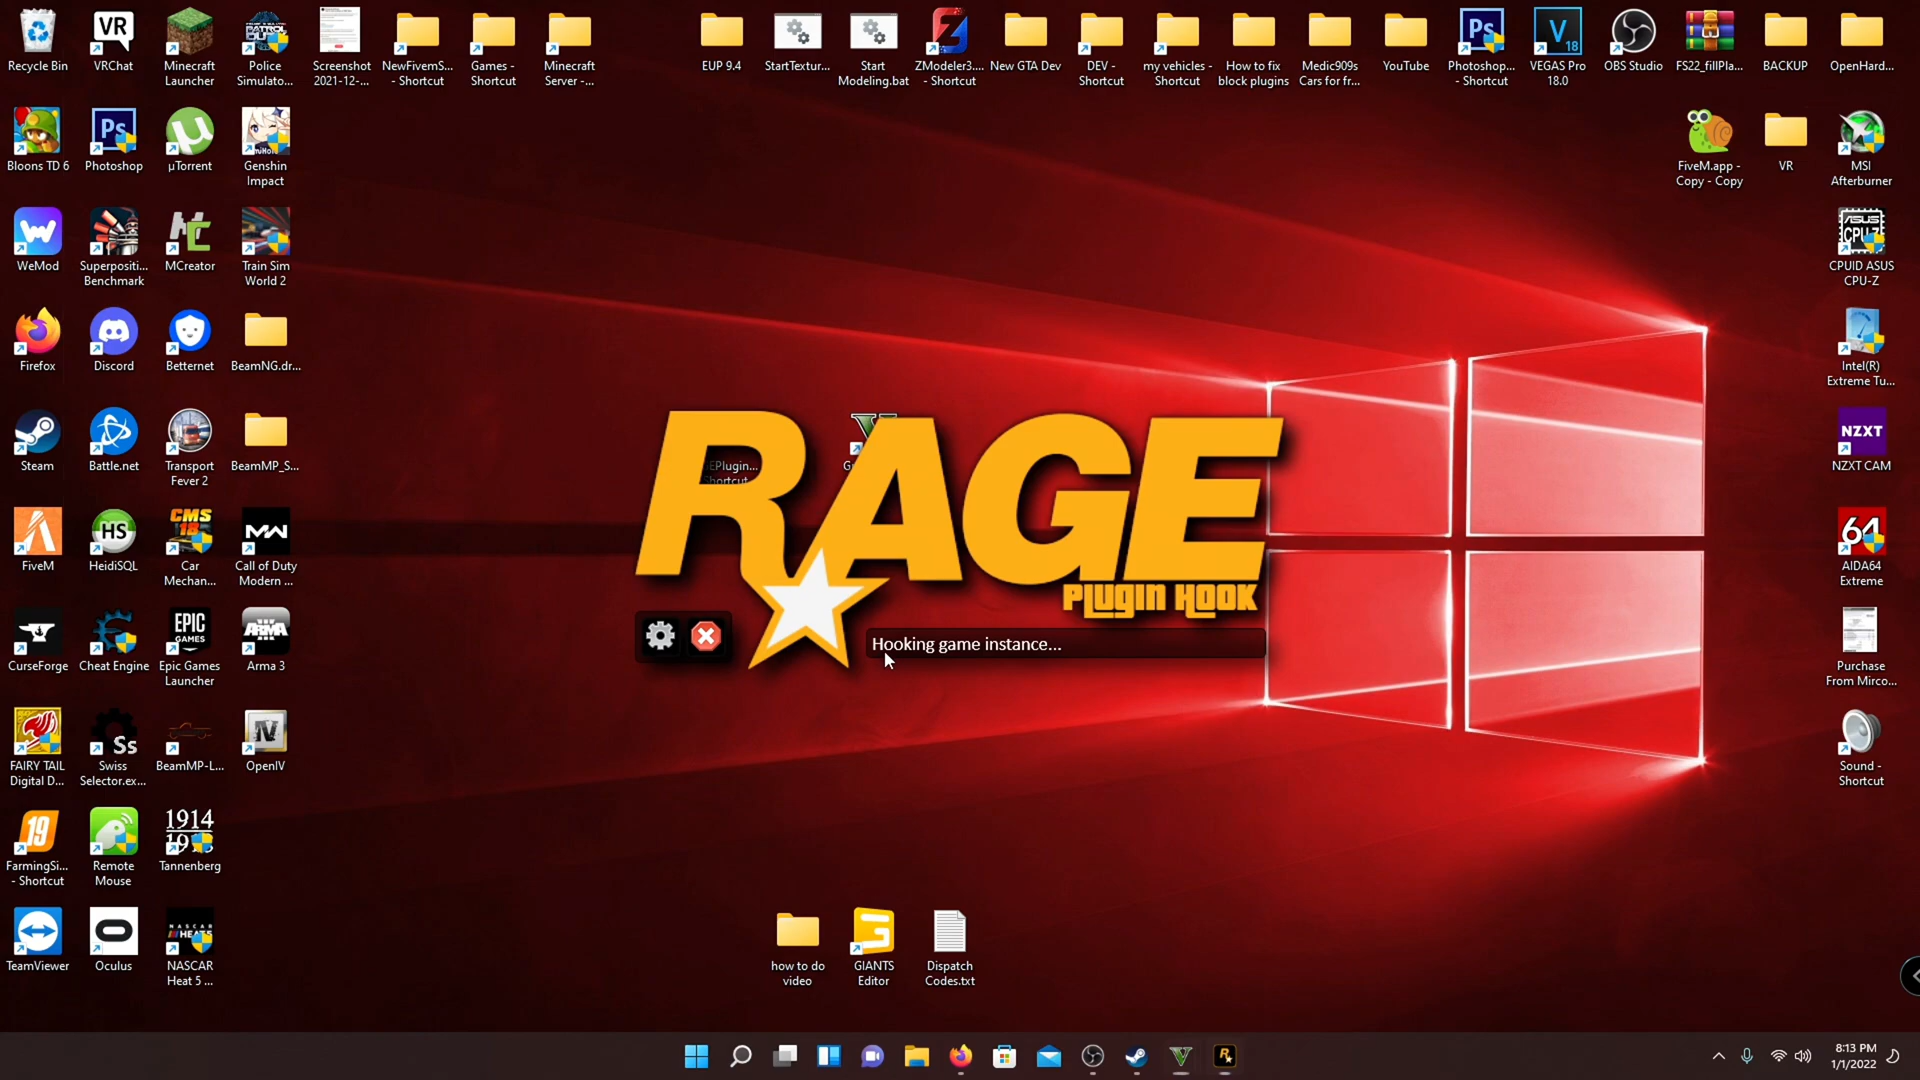 Recycle Bin
VRChat
Minecraft
Launcher
Police
Simulato...
Screenshot
2021-12-...
NewFivemS...
- Shortcut
Games -
Shortcut
Minecraft
Server -...
EUP 9.4
StartTextur...
Start
Modeling.bat
ZModeler3....
- Shortcut
New GTA Dev
DEV -
Shortcut
my vehicles -
Shortcut
How to fix
block plugins
Medic909s
Cars for fr...
YouTube
Photoshop...
- Shortcut
VEGAS Pro
18.0
OBS Studio
FS22_fillPla...
BACKUP
OpenHard...
Bloons TD 6
Photoshop
µTorrent
Genshin
Impact
FiveM.app -
Copy - Copy
VR
MSI
Afterburner
WeMod
Superpositi...
Benchmark
MCreator
Train Sim
World 2
CPUID ASUS
CPU-Z
Firefox
Discord
Betternet
BeamNG.dr...
Intel(R)
Extreme Tu...
Steam
Battle.net
Transport
Fever 2
BeamMP_S...
NZXT
NZXT CAM
RAGE
PLUGIN HOOK
Hooking game instance...
FiveM
HeidiSQL
Car
Mechan...
Call of Duty
Modern ...
64
AIDA64
Extreme
CurseForge
Cheat Engine
Epic Games
Launcher
Arma 3
Purchase
From Mirco...
FAIRY TAIL
Digital D...
Swiss
Selector.ex...
BeamMP-L...
OpenIV
Sound -
Shortcut
FarmingSi...
- Shortcut
Remote
Mouse
Tannenberg
TeamViewer
Oculus
NASCAR
Heat 5 ...
how to do
video
GIANTS
Editor
Dispatch
Codes.txt
8:13 PM
1/1/2022